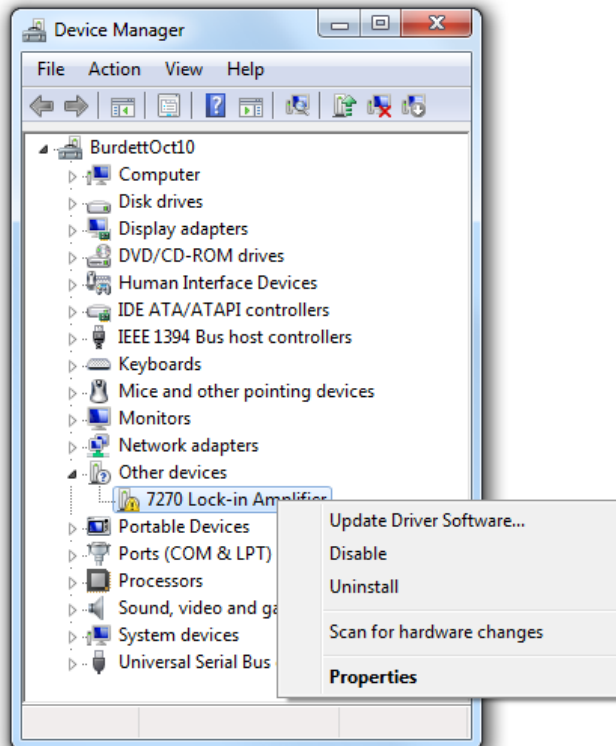 Device Manager
File Action View Help
BurdettOct10
Computer
Disk drives
Display adapters
DVD/CD-ROM drives
Human Interface Devices
IDE ATA/ATAPI controllers
IEEE 1394 Bus host controllers
Keyboards
Mice and other pointing devices
Monitors
Network adapters
Other devices
7270 Lock-in Amplifier
Portable Devices
Ports (COM & LPT)
Processors
Sound, video and
System devices
Universal Serial Bus
Update Driver Software...
Disable
Uninstall
Scan for hardware changes
Properties